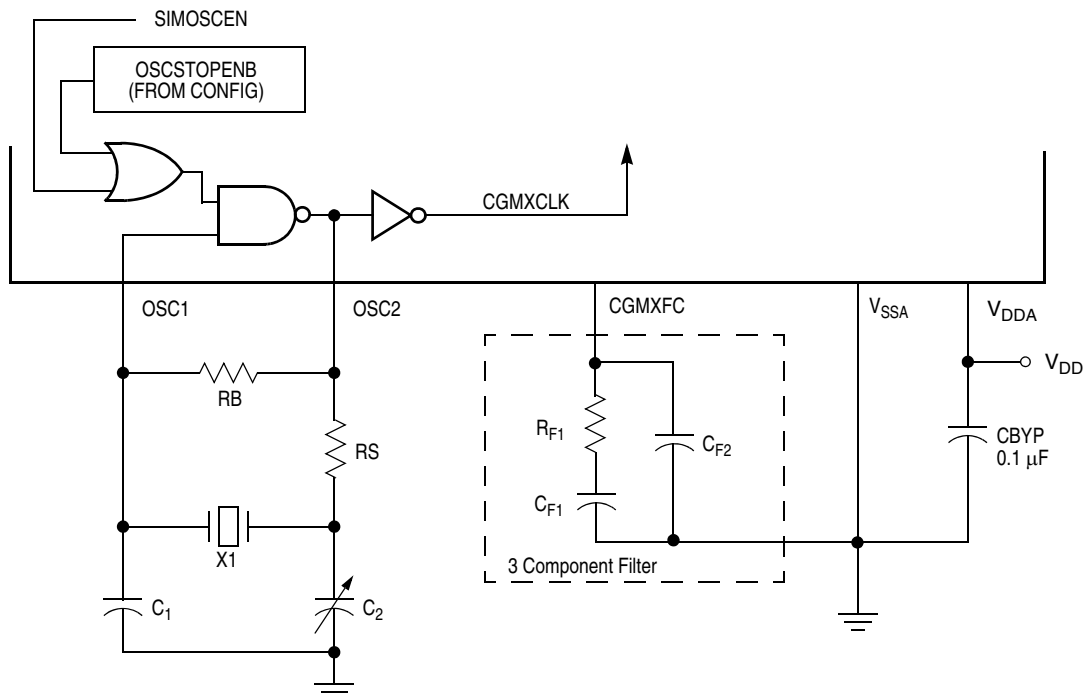 SIMOSCEN
OSCSTOPENB
(FROM CONFIG)
CGMXCLK
OSC1
OSC2
CGMXFC
VSSA
VDDA
VDD
RB
RS
RF1
CF2
CBYP
0.1 μF
CF1
X1
3 Component Filter
C1
C2